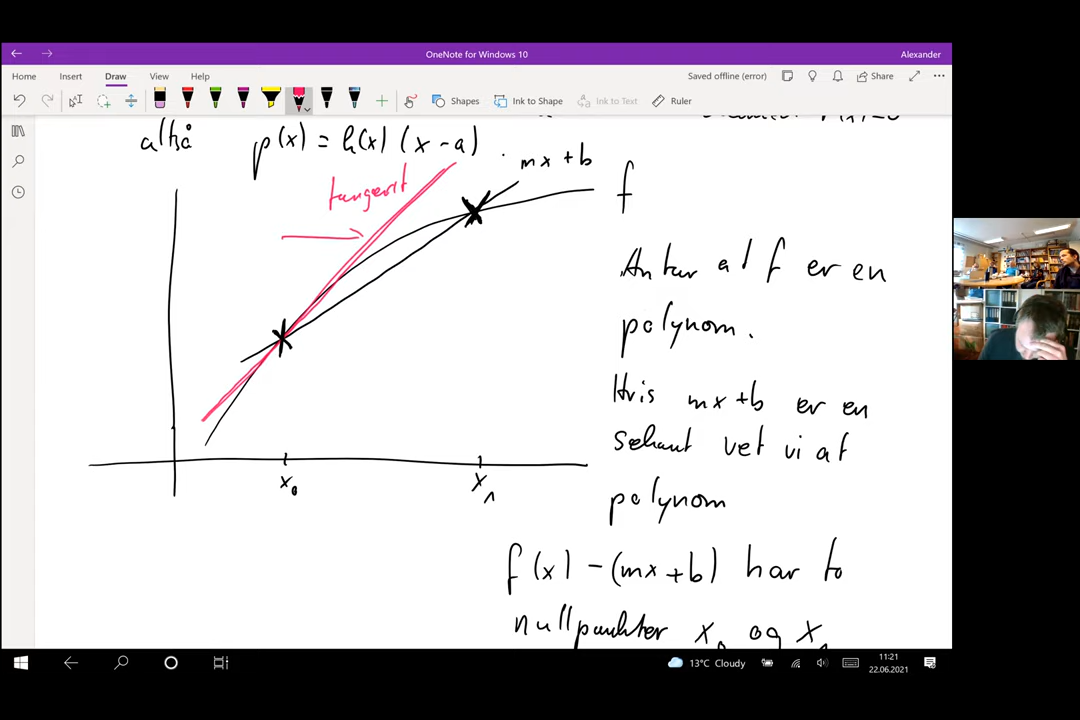 OneNote for Windows 10
Alexander
Home Insert Draw View Help
Saved offline (error)
Share
Shapes
Ink to Shape
Ink to Text
Ruler
altså p(x) = h(x) (x - a)
mx + b
tangent
f
Antar at f er en
polynom.
Hvis mx + b er en
sekant vet vi at
polynom
f(x) - (mx + b) har to
nullpunkter x₀ og x₁
x₀
x₁
13°C Cloudy
11:21
22.06.2021